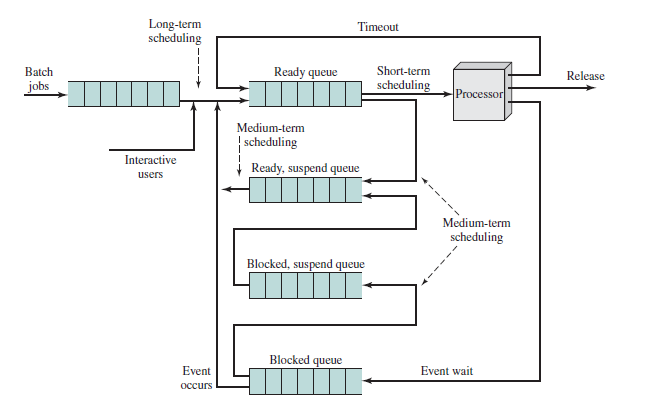 Long-term
scheduling
Timeout
Batch
jobs
Ready queue
Short-term
scheduling
Processor
Release
Medium-term
scheduling
Interactive
users
Ready, suspend queue
Medium-term
scheduling
Blocked, suspend queue
Blocked queue
Event
occurs
Event wait